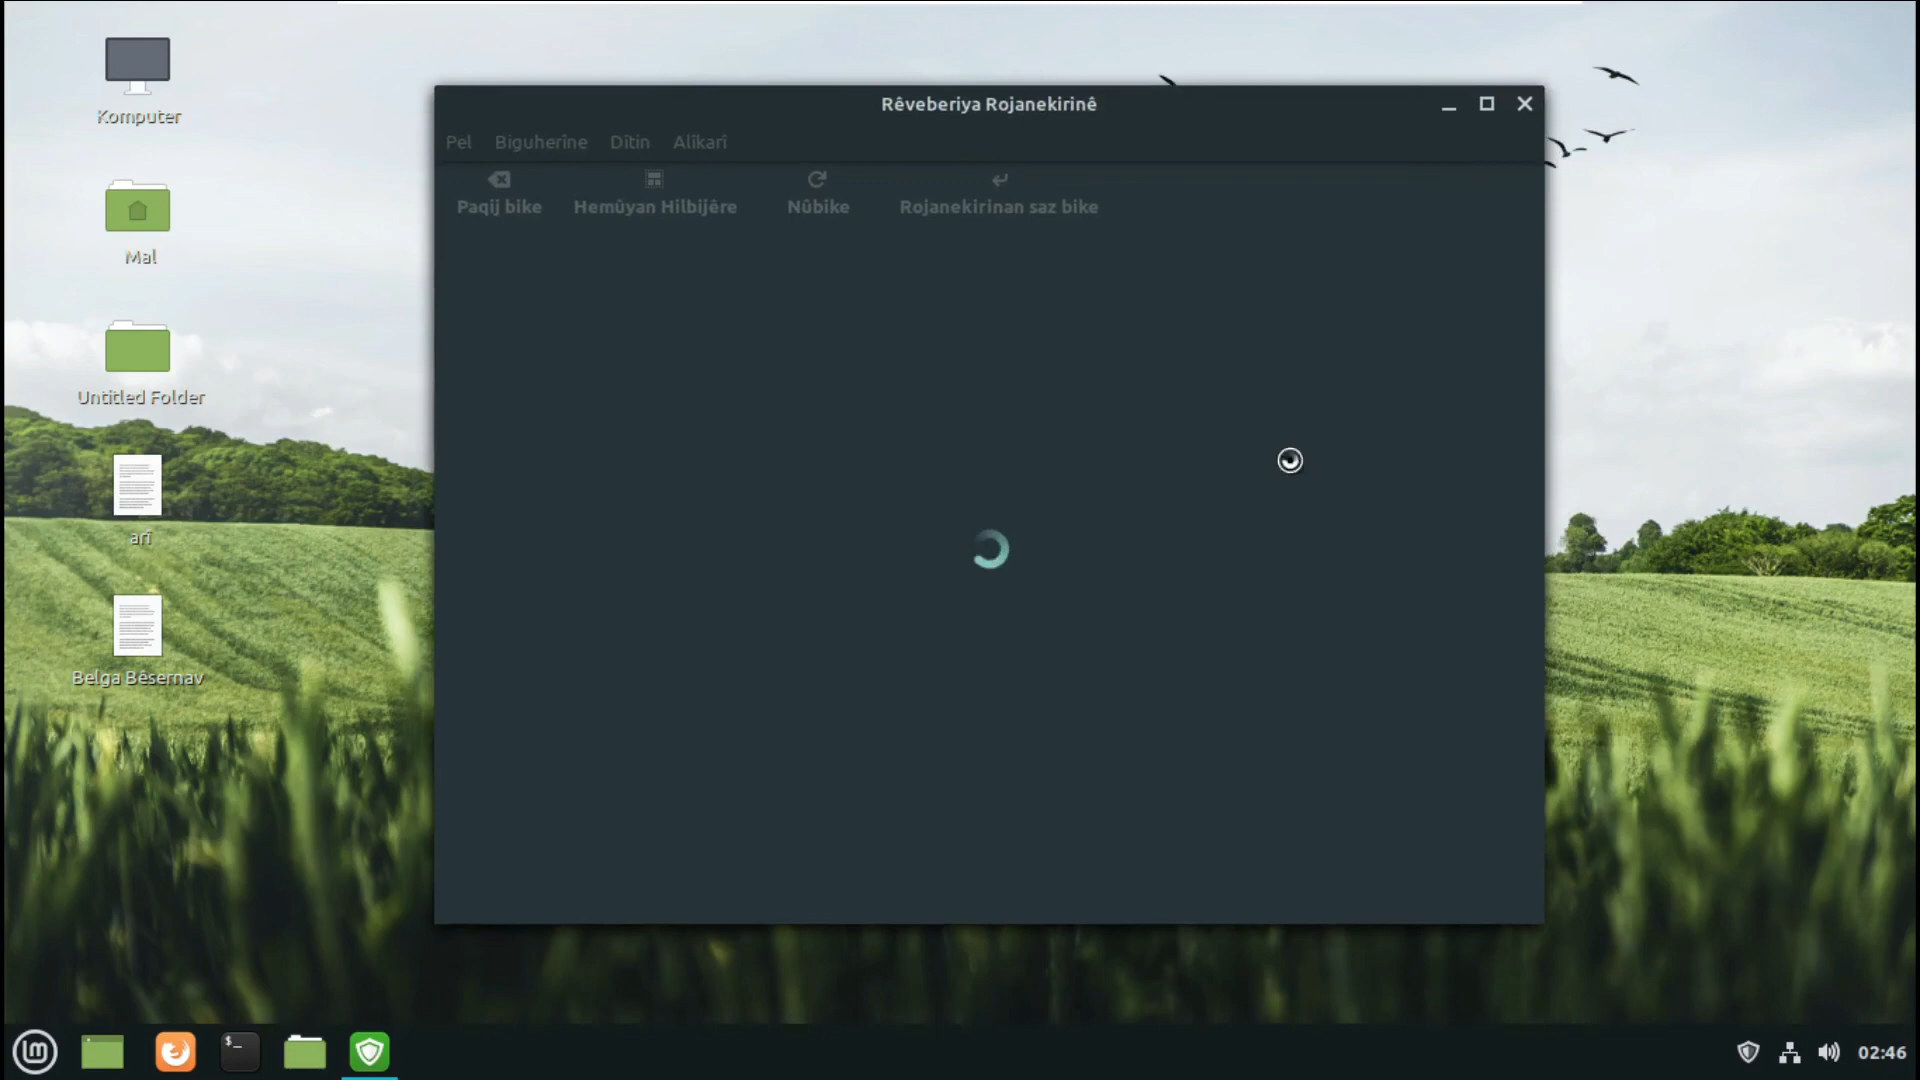 Komputer
Mal
Untitled Folder
arî
Belga Bêsernav
Rêveberiya Rojanekirinê
Pel Biguherîne Dîtin Alîkarî
Paqij bike Hemûyan Hilbijêre Nûbike Rojanekirinan saz bike
$_
02:46